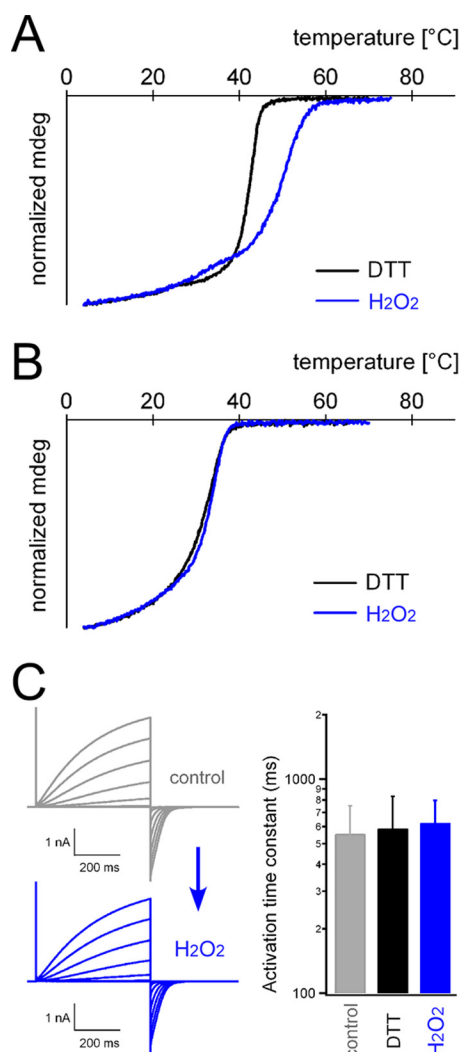 A
temperature [°C]
0 20 40 60 80
normalized mdeg
DTT
H2O2
B
temperature [°C]
0 20 40 60 80
normalized mdeg
DTT
H2O2
C
control
1 nA
200 ms
H2O2
1 nA
200 ms
Activation time constant (ms)
2
1000
9
8
7
6
5
4
3
2
100
control
DTT
H2O2